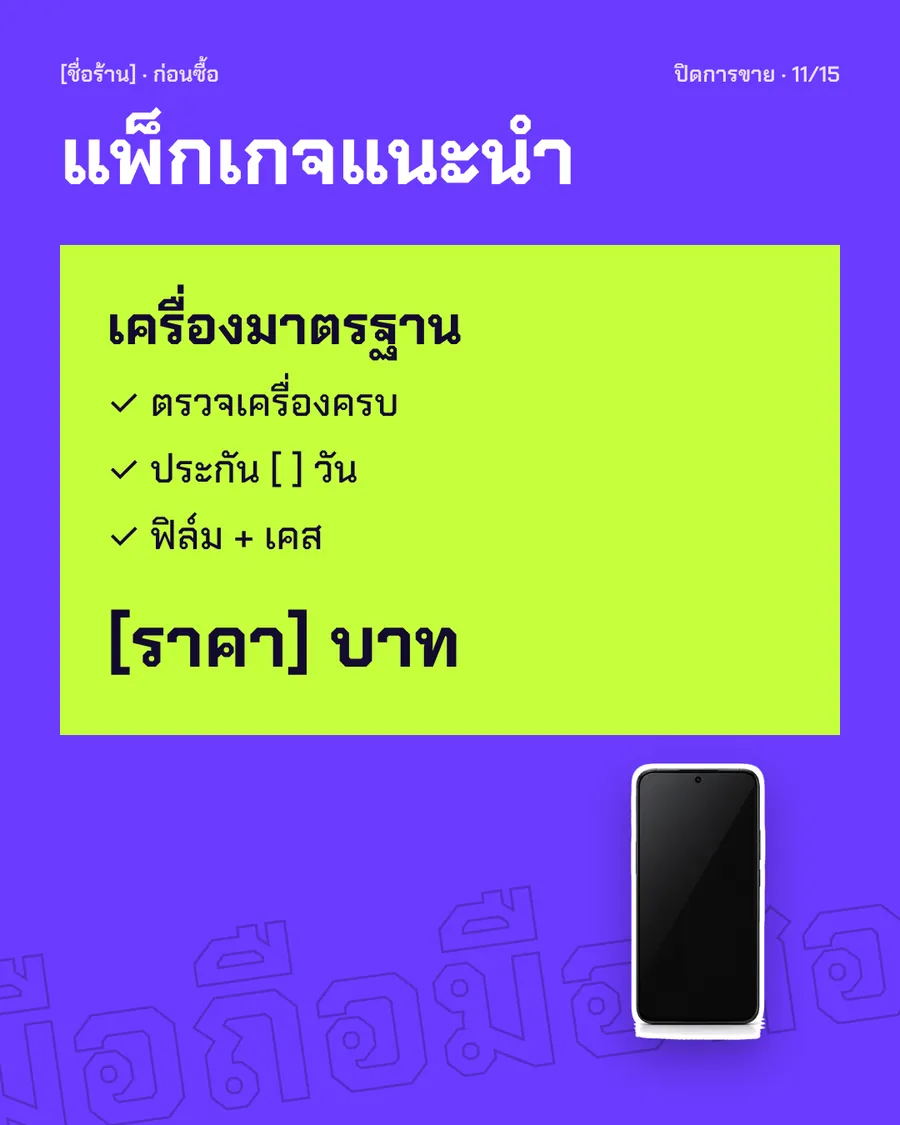 [ชื่อร้าน] · ก่อนซื้อ
ปิดการขาย · 11/15
แพ็กเกจแนะนำ
เครื่องมาตรฐาน
✓ ตรวจเครื่องครบ
✓ ประกัน [ ] วัน
✓ ฟิล์ม + เคส
[ราคา] บาท
มือถือมือสอ